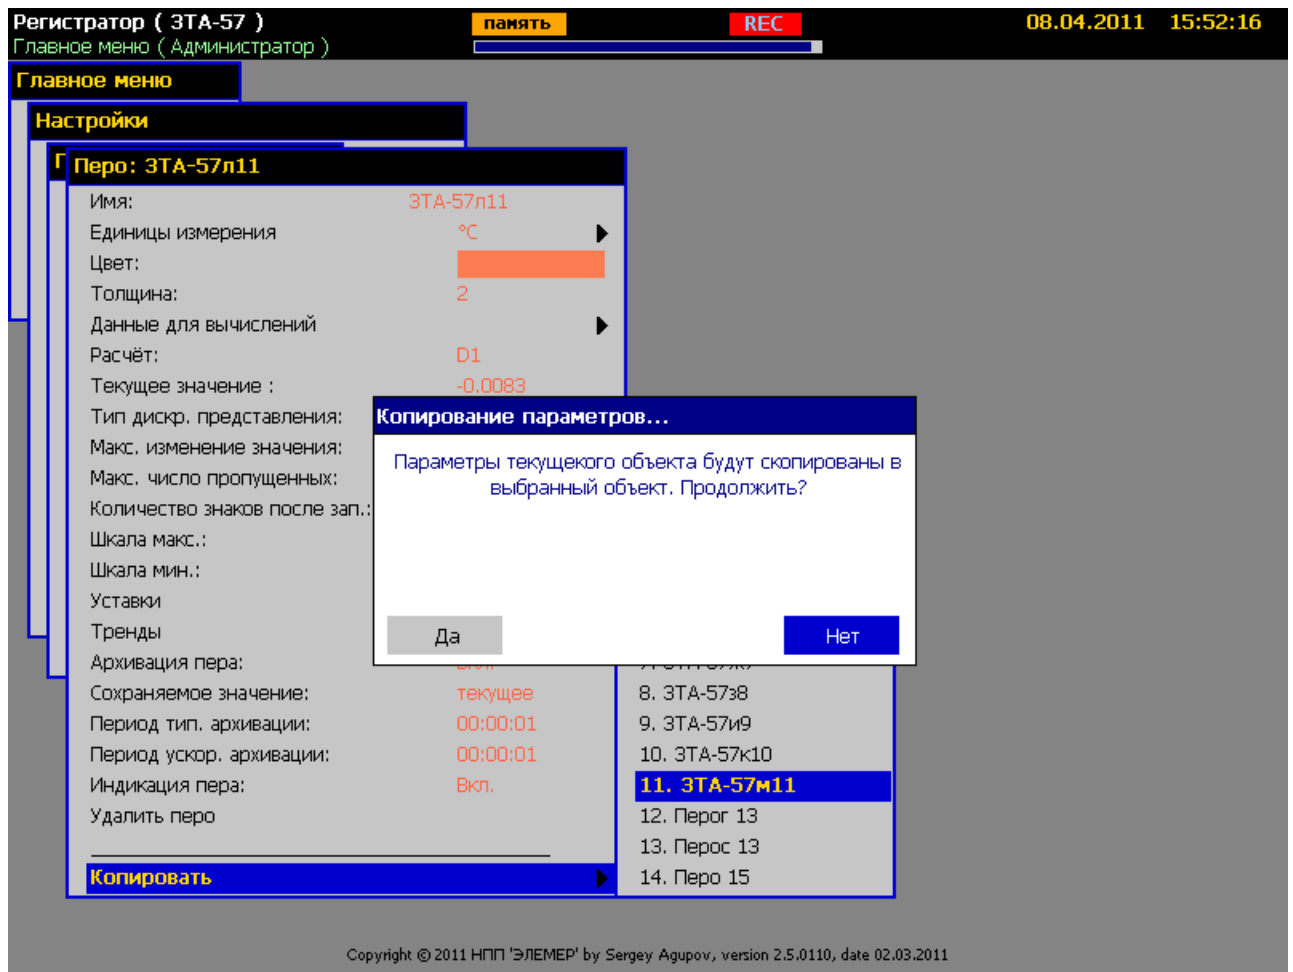 Регистратор ( ЗТА-57 )
память
REC
08.04.2011 15:52:16
Главное меню ( Администратор )
Главное меню
Настройки
Перо: ЗТА-57л11
Имя: ЗТА-57л11
Единицы измерения °C
Цвет:
Толщина: 2
Данные для вычислений
Расчёт: D1
Текущее значение : -0.0083
Тип дискр. представления:
Макс. изменение значения:
Макс. число пропущенных:
Количество знаков после зап.:
Шкала макс.:
Шкала мин.:
Уставки
Тренды
Архивация пера:
Сохраняемое значение: текущее
Период тип. архивации: 00:00:01
Период ускор. архивации: 00:00:01
Индикация пера: Вкл.
Удалить перо
Копировать
Копирование параметров...
Параметры текущекого объекта будут скопированы в
выбранный объект. Продолжить?
Да
Нет
8. ЗТА-57з8
9. ЗТА-57и9
10. ЗТА-57к10
11. ЗТА-57м11
12. Перог 13
13. Перос 13
14. Перо 15
Copyright © 2011 НПП 'ЭЛЕМЕР' by Sergey Agupov, version 2.5.0110, date 02.03.2011